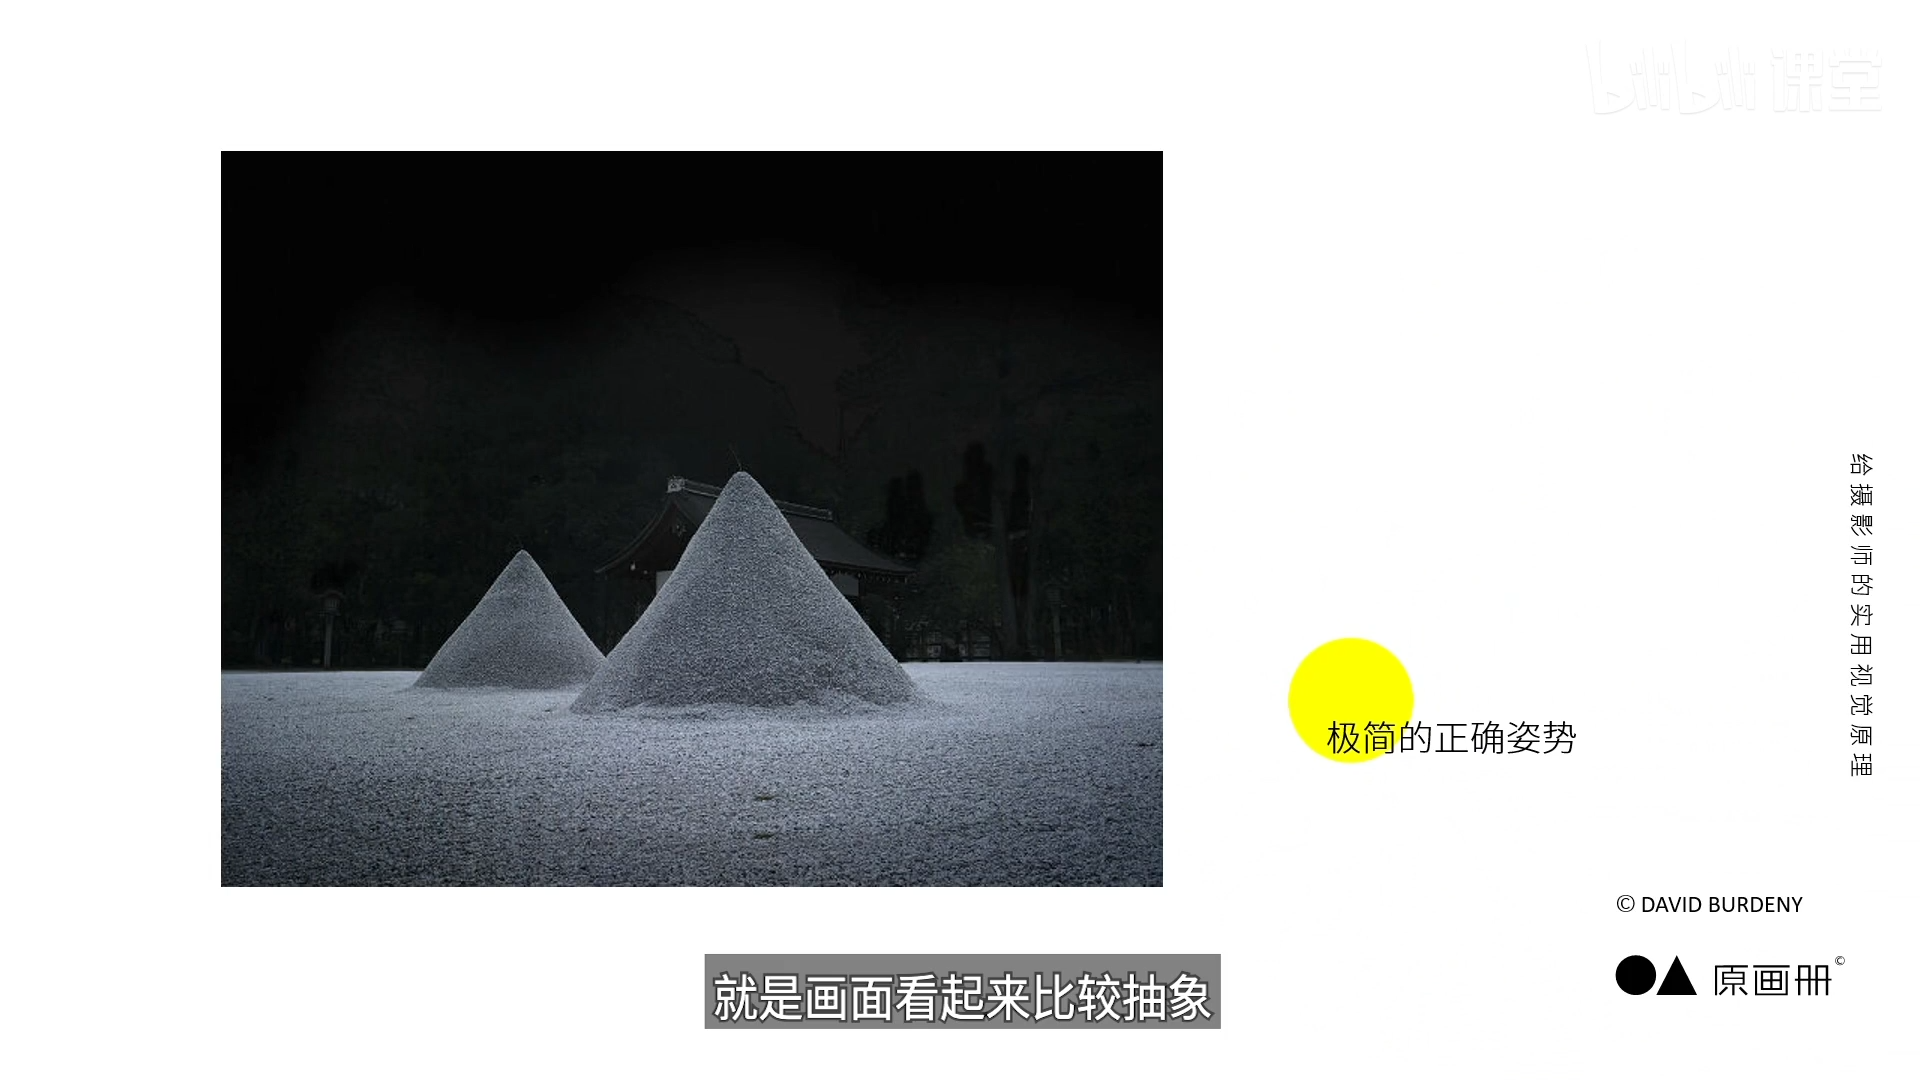 bilibili 课堂
给摄影师的实用视觉原理
极简的正确姿势
© DAVID BURDENY
原画册©
就是画面看起来比较抽象